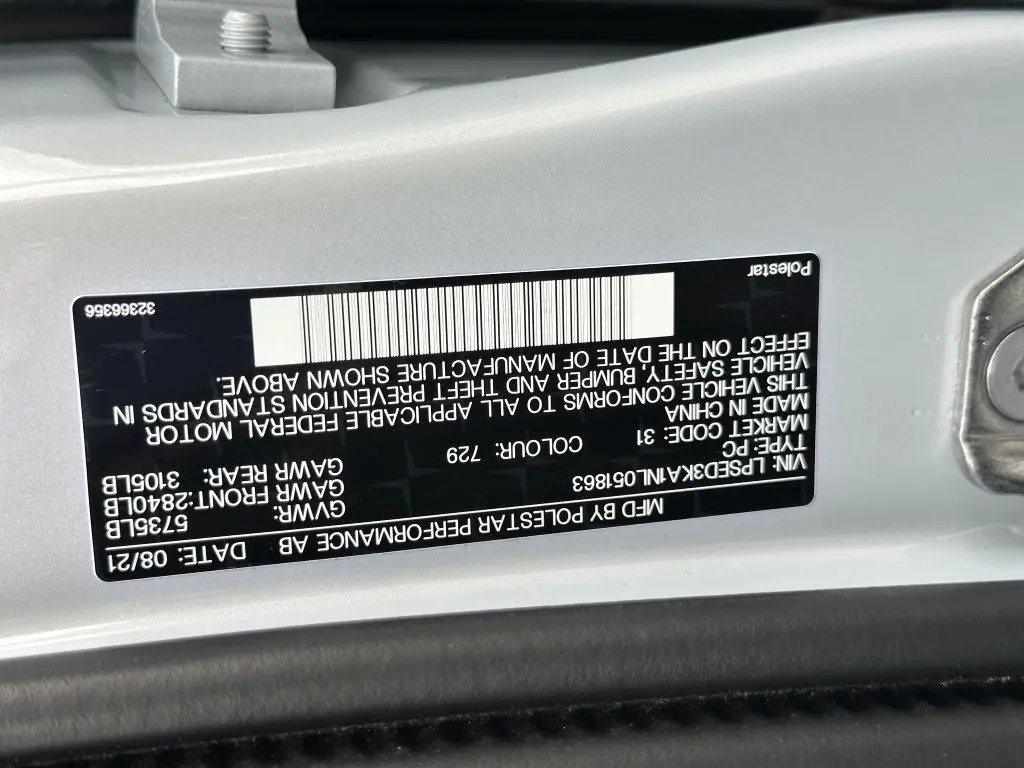 MFD BY POLESTAR PERFORMANCE AB DATE: 08/21
VIN: LPSED3KA1NL051863 GVWR: 5735LB
TYPE: PC GAWR FRONT: 2840LB
MARKET CODE: 31 COLOUR: 729 GAWR REAR: 3105LB
MADE IN CHINA
THIS VEHICLE CONFORMS TO ALL APPLICABLE FEDERAL MOTOR
VEHICLE SAFETY, BUMPER AND THEFT PREVENTION STANDARDS IN
EFFECT ON THE DATE OF MANUFACTURE SHOWN ABOVE.
Polestar 32366356